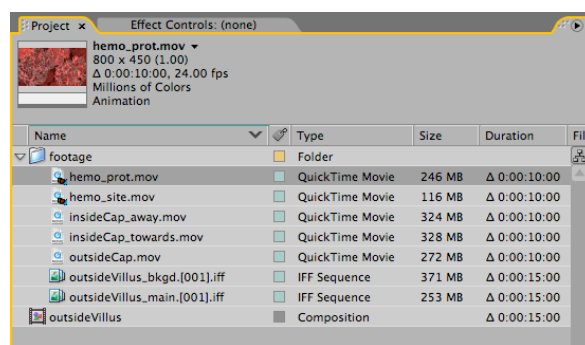 Project × Effect Controls: (none)
hemo_prot.mov
800 x 450 (1.00)
Δ 0:00:10:00, 24.00 fps
Millions of Colors
Animation
Name Type Size Duration Fil
footage Folder
hemo_prot.mov QuickTime Movie 246 MB Δ 0:00:10:00
hemo_site.mov QuickTime Movie 116 MB Δ 0:00:10:00
insideCap_away.mov QuickTime Movie 324 MB Δ 0:00:10:00
insideCap_towards.mov QuickTime Movie 328 MB Δ 0:00:10:00
outsideCap.mov QuickTime Movie 272 MB Δ 0:00:10:00
outsideVillus_bkgd.[001].iff IFF Sequence 371 MB Δ 0:00:15:00
outsideVillus_main.[001].iff IFF Sequence 253 MB Δ 0:00:15:00
outsideVillus Composition Δ 0:00:15:00